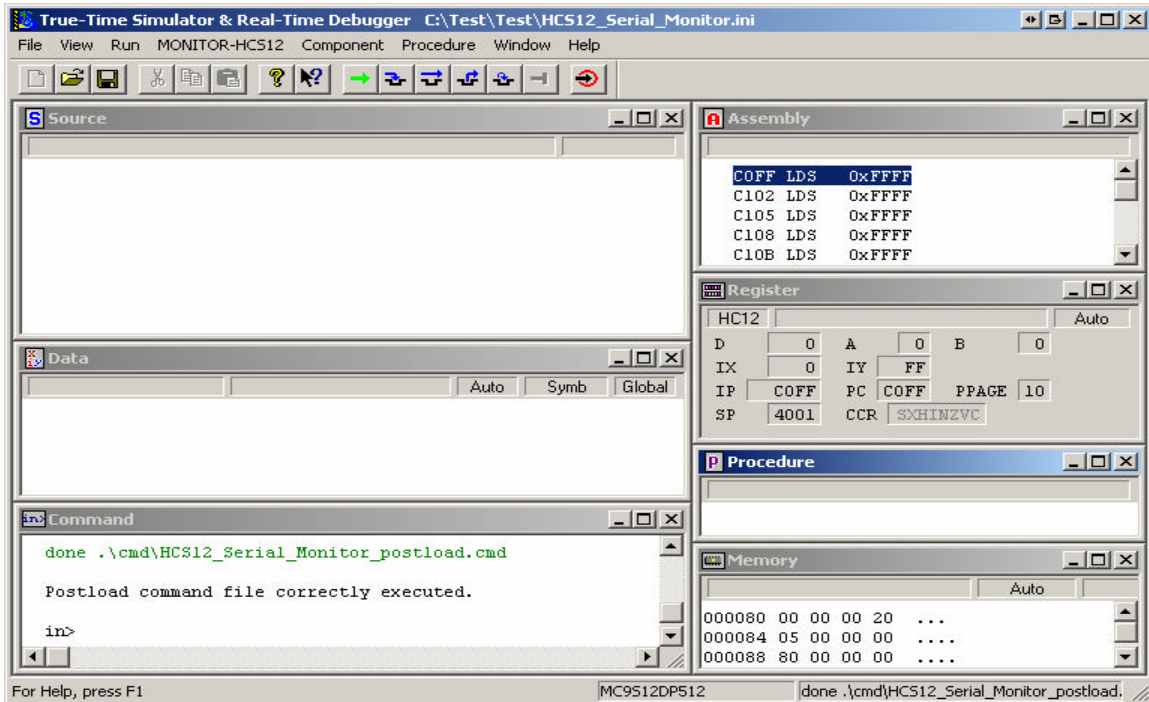 True-Time Simulator & Real-Time Debugger C:\Test\Test\HCS12_Serial_Monitor.ini
File View Run MONITOR-HCS12 Component Procedure Window Help
Source
Data
Auto Symb Global
Command
done .\cmd\HCS12_Serial_Monitor_postload.cmd
Postload command file correctly executed.
in>
Assembly
C0FF LDS 0xFFFF
C102 LDS 0xFFFF
C105 LDS 0xFFFF
C108 LDS 0xFFFF
C10B LDS 0xFFFF
Register
HC12 Auto
D 0 A 0 B 0
IX 0 IY FF
IP C0FF PC C0FF PPAGE 10
SP 4001 CCR SXHINZVC
Procedure
Memory
Auto
000080 00 00 00 20 ...
000084 05 00 00 00 ....
000088 80 00 00 00 ....
For Help, press F1
MC9S12DP512
done .\cmd\HCS12_Serial_Monitor_postload.